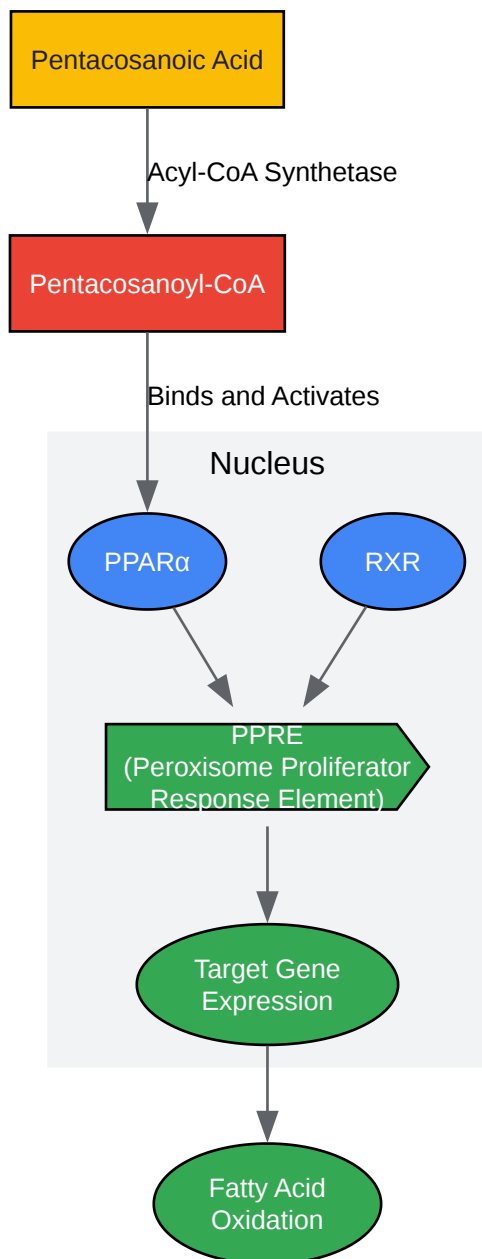 Pentacosanoic Acid
Acyl-CoA Synthetase
Pentacosanoyl-CoA
Binds and Activates
Nucleus
PPARα
RXR
PPRE
(Peroxisome Proliferator
Response Element)
Target Gene
Expression
Fatty Acid
Oxidation